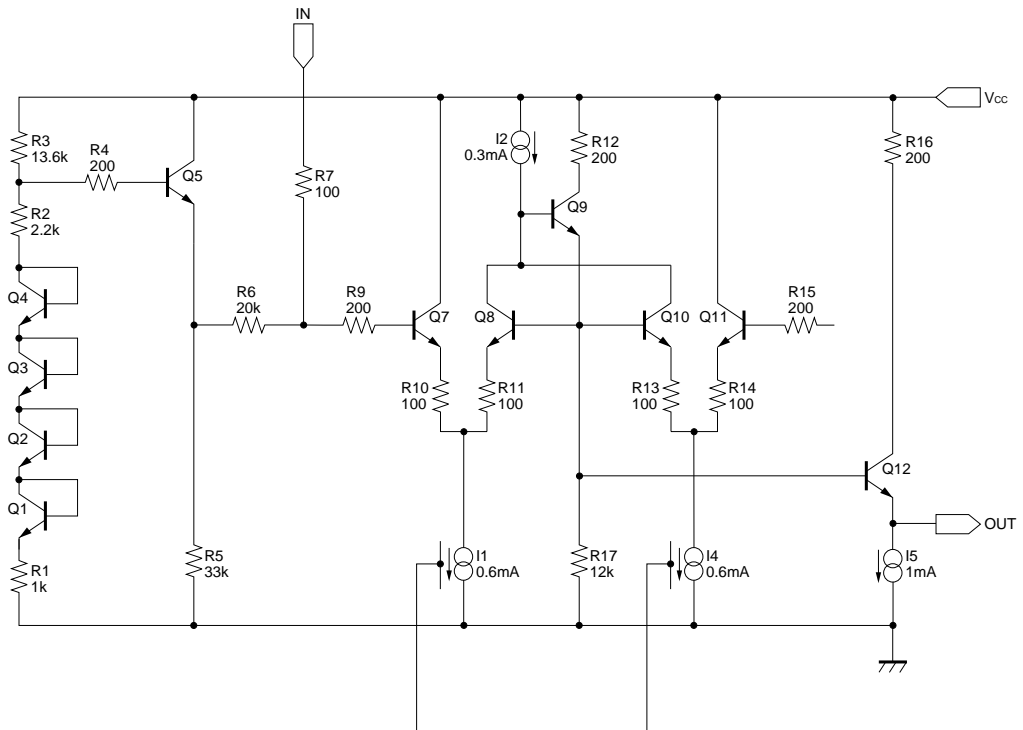 IN
VCC
R3
13.6k
R4
200
Q5
R7
100
I2
0.3mA
R12
200
R16
200
Q9
R2
2.2k
Q4
R6
20k
R9
200
Q7
Q8
Q10
Q11
R15
200
Q3
R10
100
R11
100
R13
100
R14
100
Q2
Q12
Q1
OUT
R1
1k
R5
33k
I1
0.6mA
R17
12k
I4
0.6mA
I5
1mA